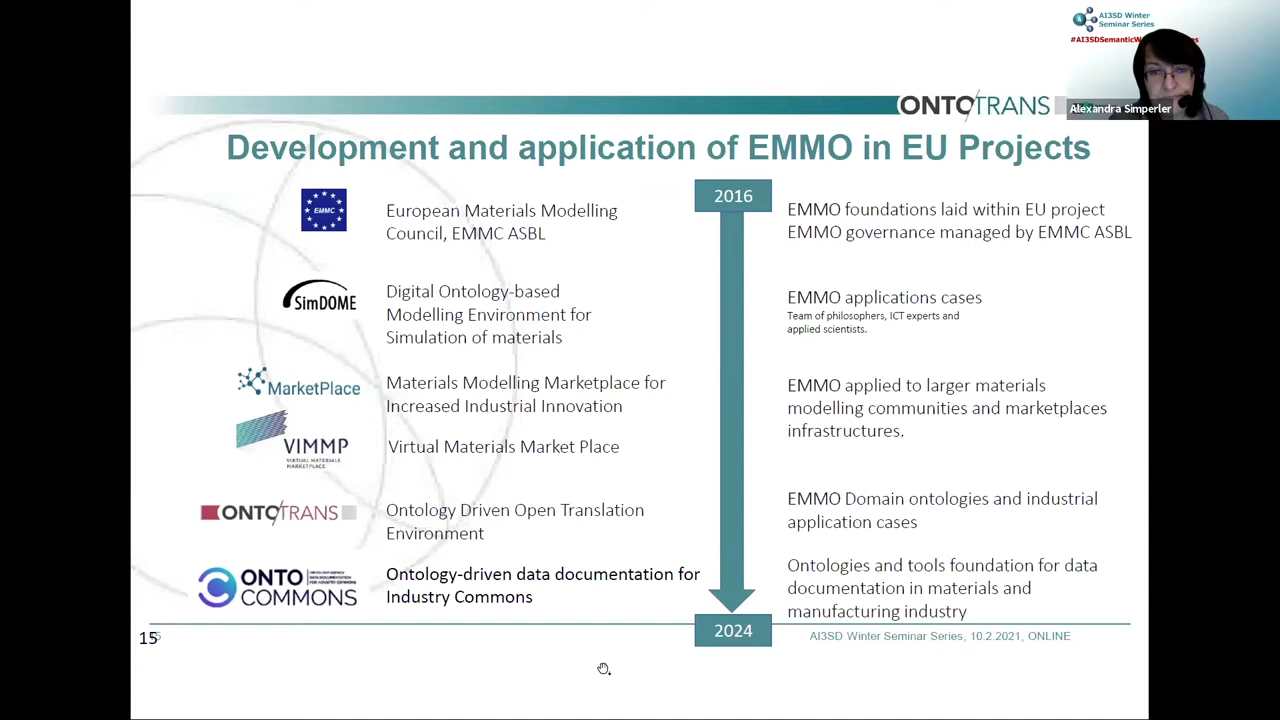 AI3SD Winter
Seminar Series
#AI3SDSemanticW
Alexandra Simperler
ONTOTRANS
Development and application of EMMO in EU Projects
2016
EMMC
European Materials Modelling
Council, EMMC ASBL
EMMO foundations laid within EU project
EMMO governance managed by EMMC ASBL
SimDOME
Digital Ontology-based
Modelling Environment for
Simulation of materials
EMMO applications cases
Team of philosophers, ICT experts and
applied scientists.
MarketPlace
Materials Modelling Marketplace for
Increased Industrial Innovation
EMMO applied to larger materials
modelling communities and marketplaces
infrastructures.
VIMMP
VIRTUAL MATERIALS
MARKETPLACE
Virtual Materials Market Place
ONTOTRANS
Ontology Driven Open Translation
Environment
EMMO Domain ontologies and industrial
application cases
ONTO
COMMONS
Ontology-driven data documentation for
Industry Commons
Ontologies and tools foundation for data
documentation in materials and
manufacturing industry
2024
15
AI3SD Winter Seminar Series, 10.2.2021, ONLINE